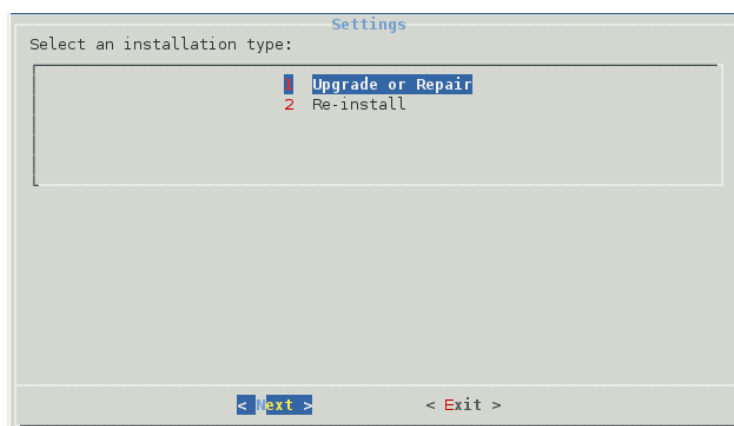 Settings
Select an installation type:
1 Upgrade or Repair
2 Re-install
< Next > < Exit >